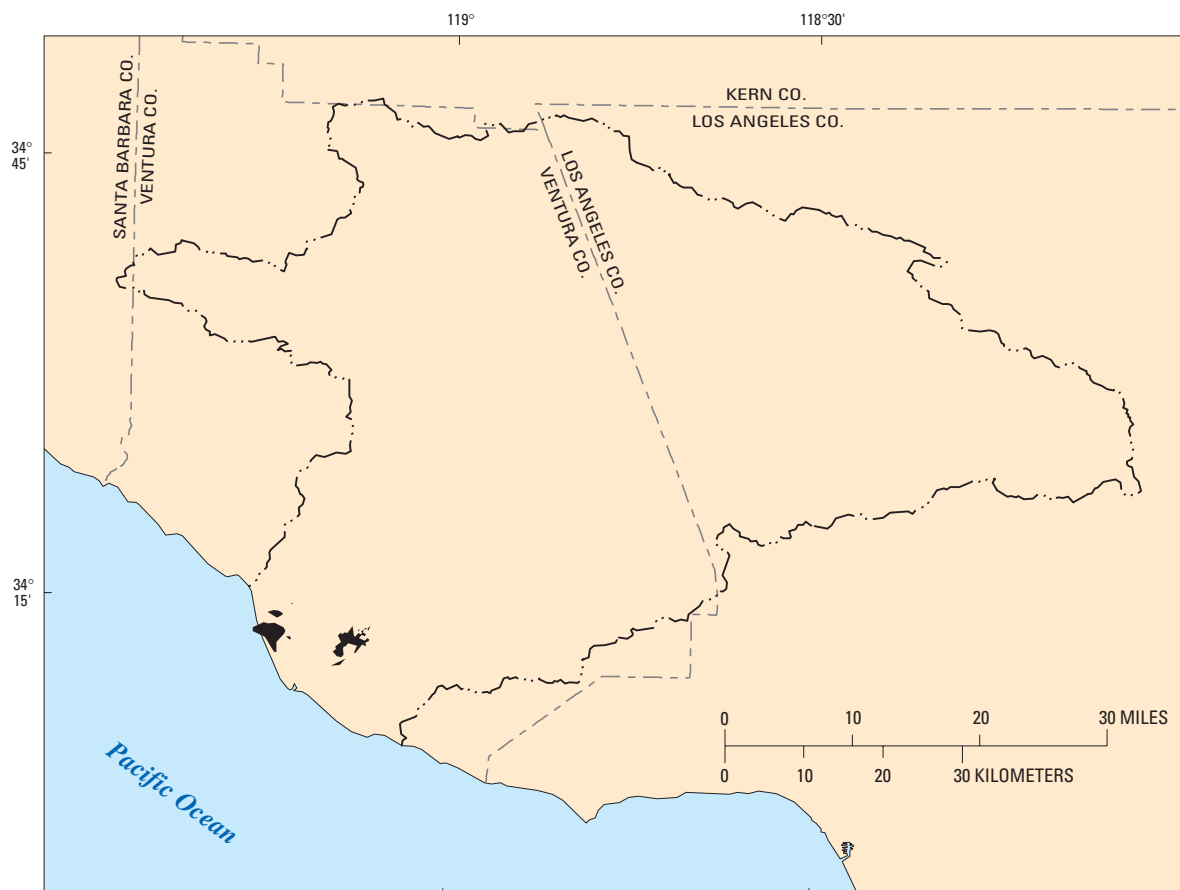 119°
118°30'
SANTA BARBARA CO.
VENTURA CO.
KERN CO.
LOS ANGELES CO.
34°
45'
LOS ANGELES CO.
VENTURA CO.
34°
15'
0 10 20 30 MILES
0 10 20 30 KILOMETERS
Pacific Ocean